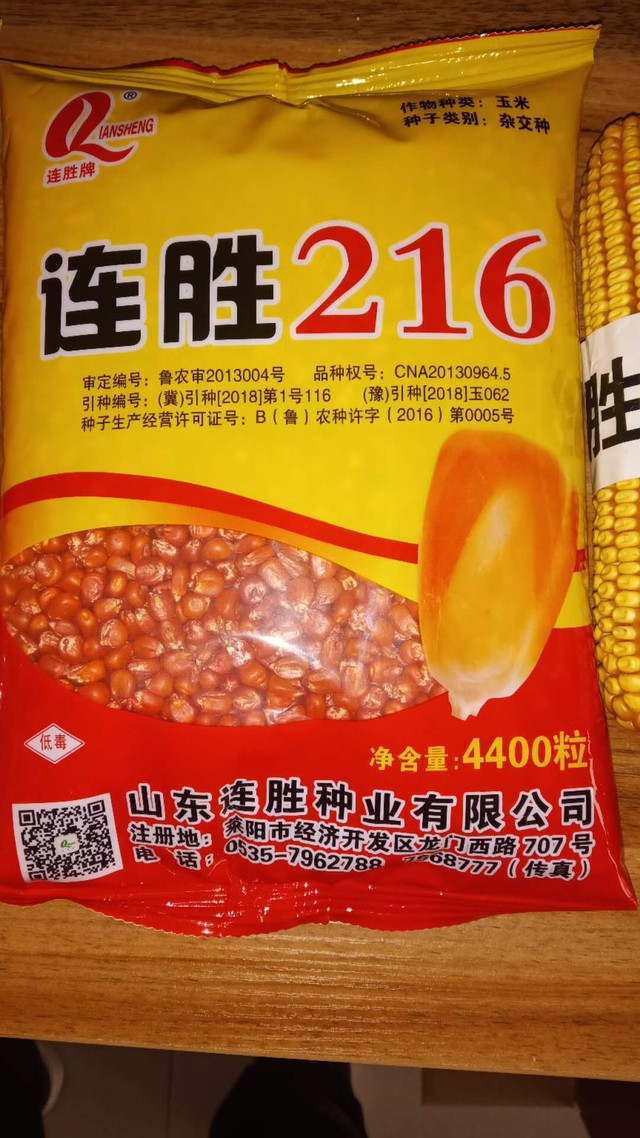 IANSHENG
®
连胜牌
作物种类：玉米
种子类别：杂交种
连胜216
审定编号：鲁农审2013004号 品种权号：CNA20130964.5
引种编号：(冀)引种[2018]第1号116 (豫)引种[2018]玉062
种子生产经营许可证号：B（鲁）农种许字（2016）第0005号
胜
低毒
净含量:4400粒
山东连胜种业有限公司
注册地：莱阳市经济开发区龙门西路707号
电话：0535-7962788 7668777（传真）